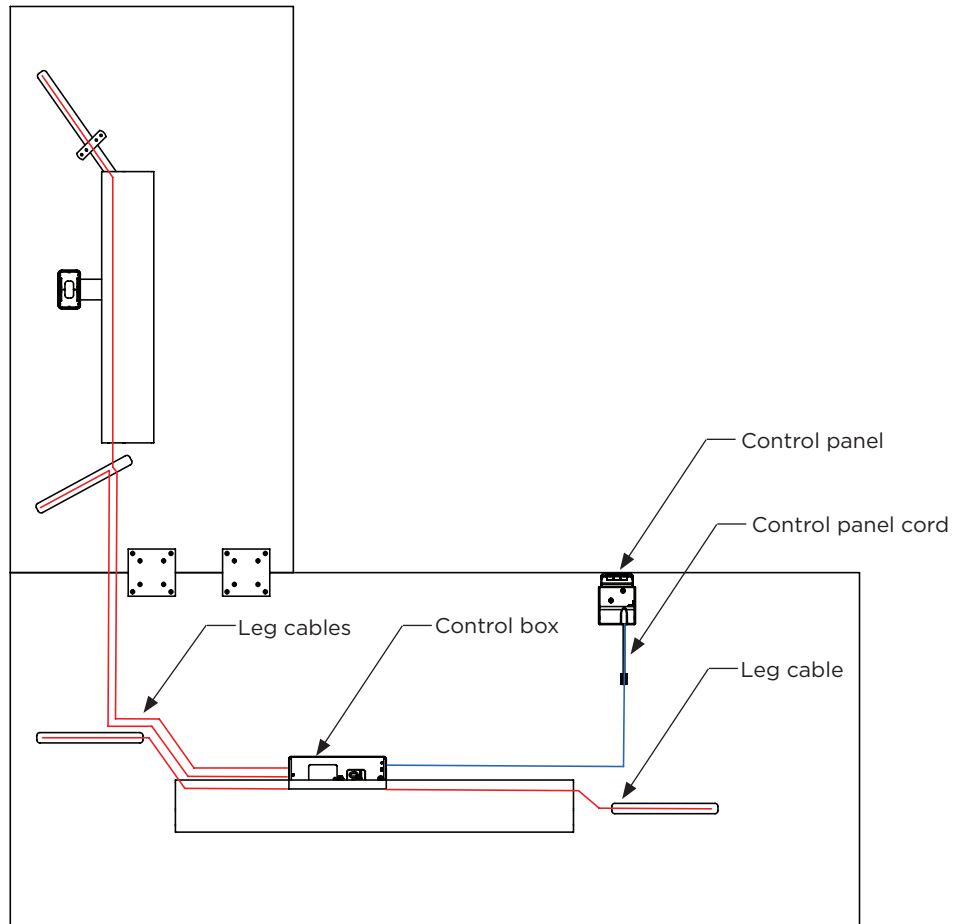 Control panel
Control panel cord
Leg cables
Control box
Leg cable